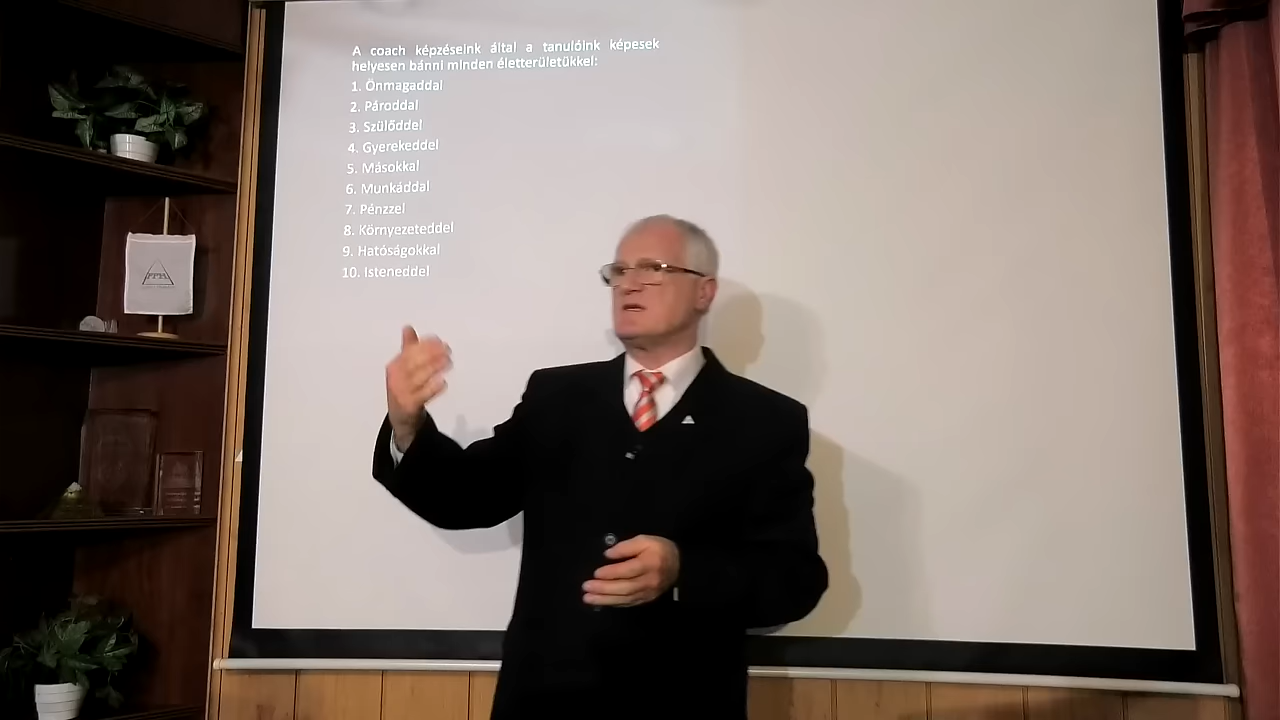 A coach képzéseink által a tanulóink képesek
helyesen bánni minden életterületükkel:
1. Önmagaddal
2. Pároddal
3. Szülőddel
4. Gyerekeddel
5. Másokkal
6. Munkáddal
7. Pénzzel
8. Környezeteddel
9. Hatóságokkal
10. Isteneddel